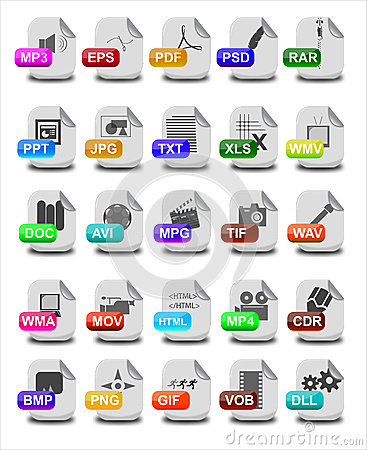 MP3 EPS PDF PSD RAR
PPT JPG TXT XLS WMV
DOC AVI MPG TIF WAV
<HTML>
</HTML>
WMA MOV HTML MP4 CDR
BMP PNG GIF VOB DLL
dreamstime.com